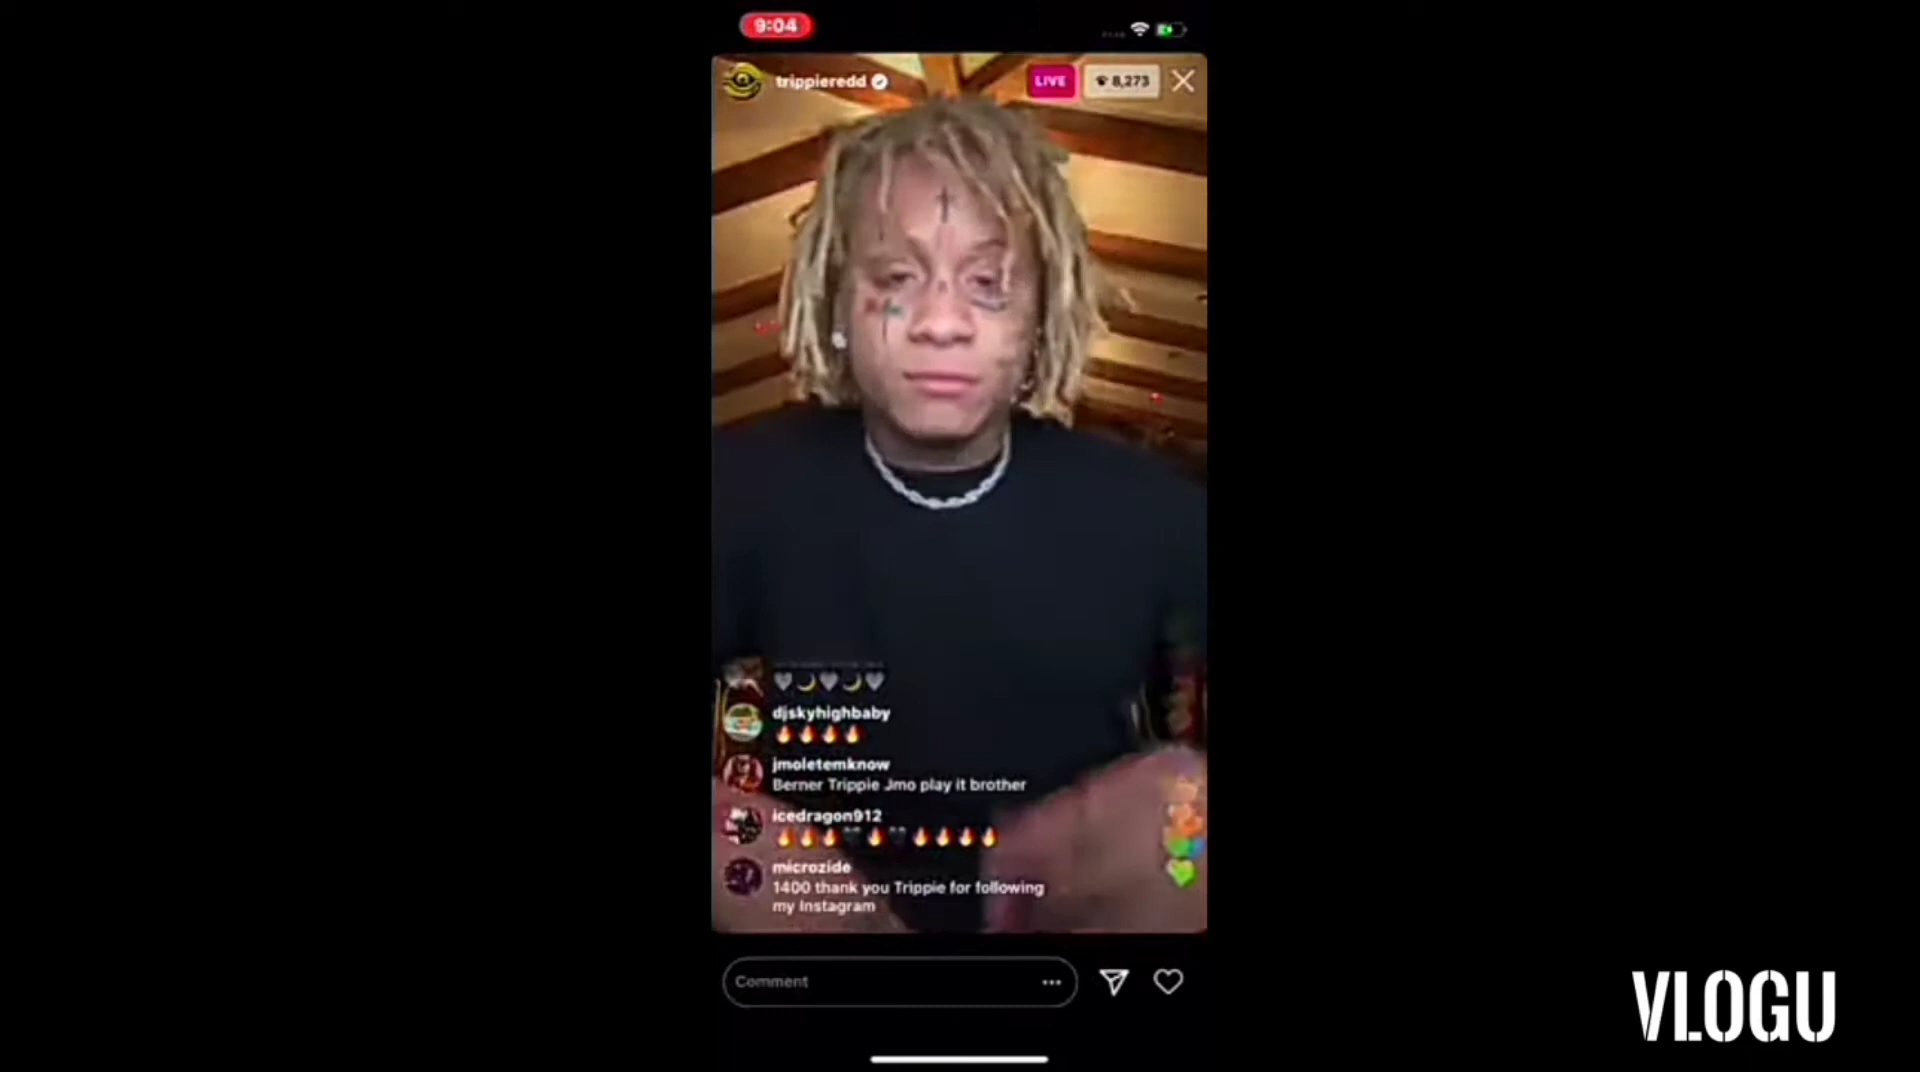 9:04
trippieredd
LIVE
8,273
djskyhighbaby
jmoletemknow
Berner Trippie Jmo play it brother
icedragon912
microzide
1400 thank you Trippie for following
my Instagram
Comment
VLOGU